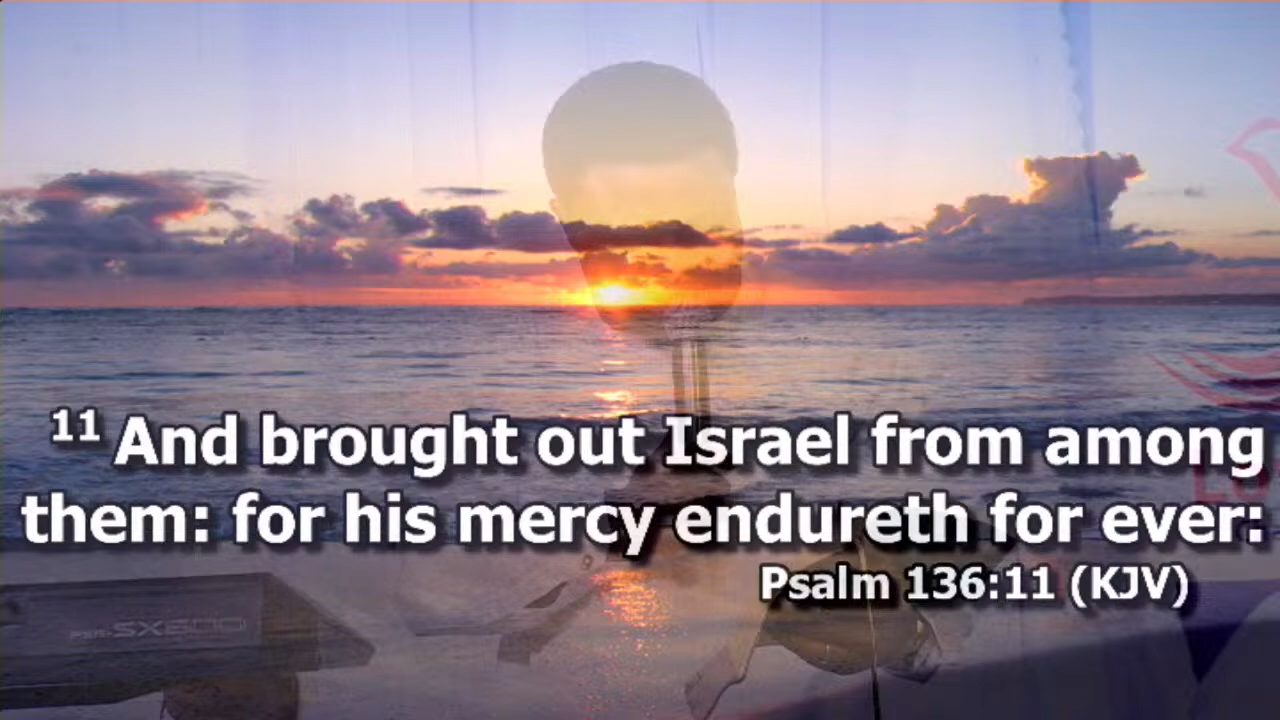 11 And brought out Israel from among
them: for his mercy endureth for ever:
Psalm 136:11 (KJV)
PSR-SX600